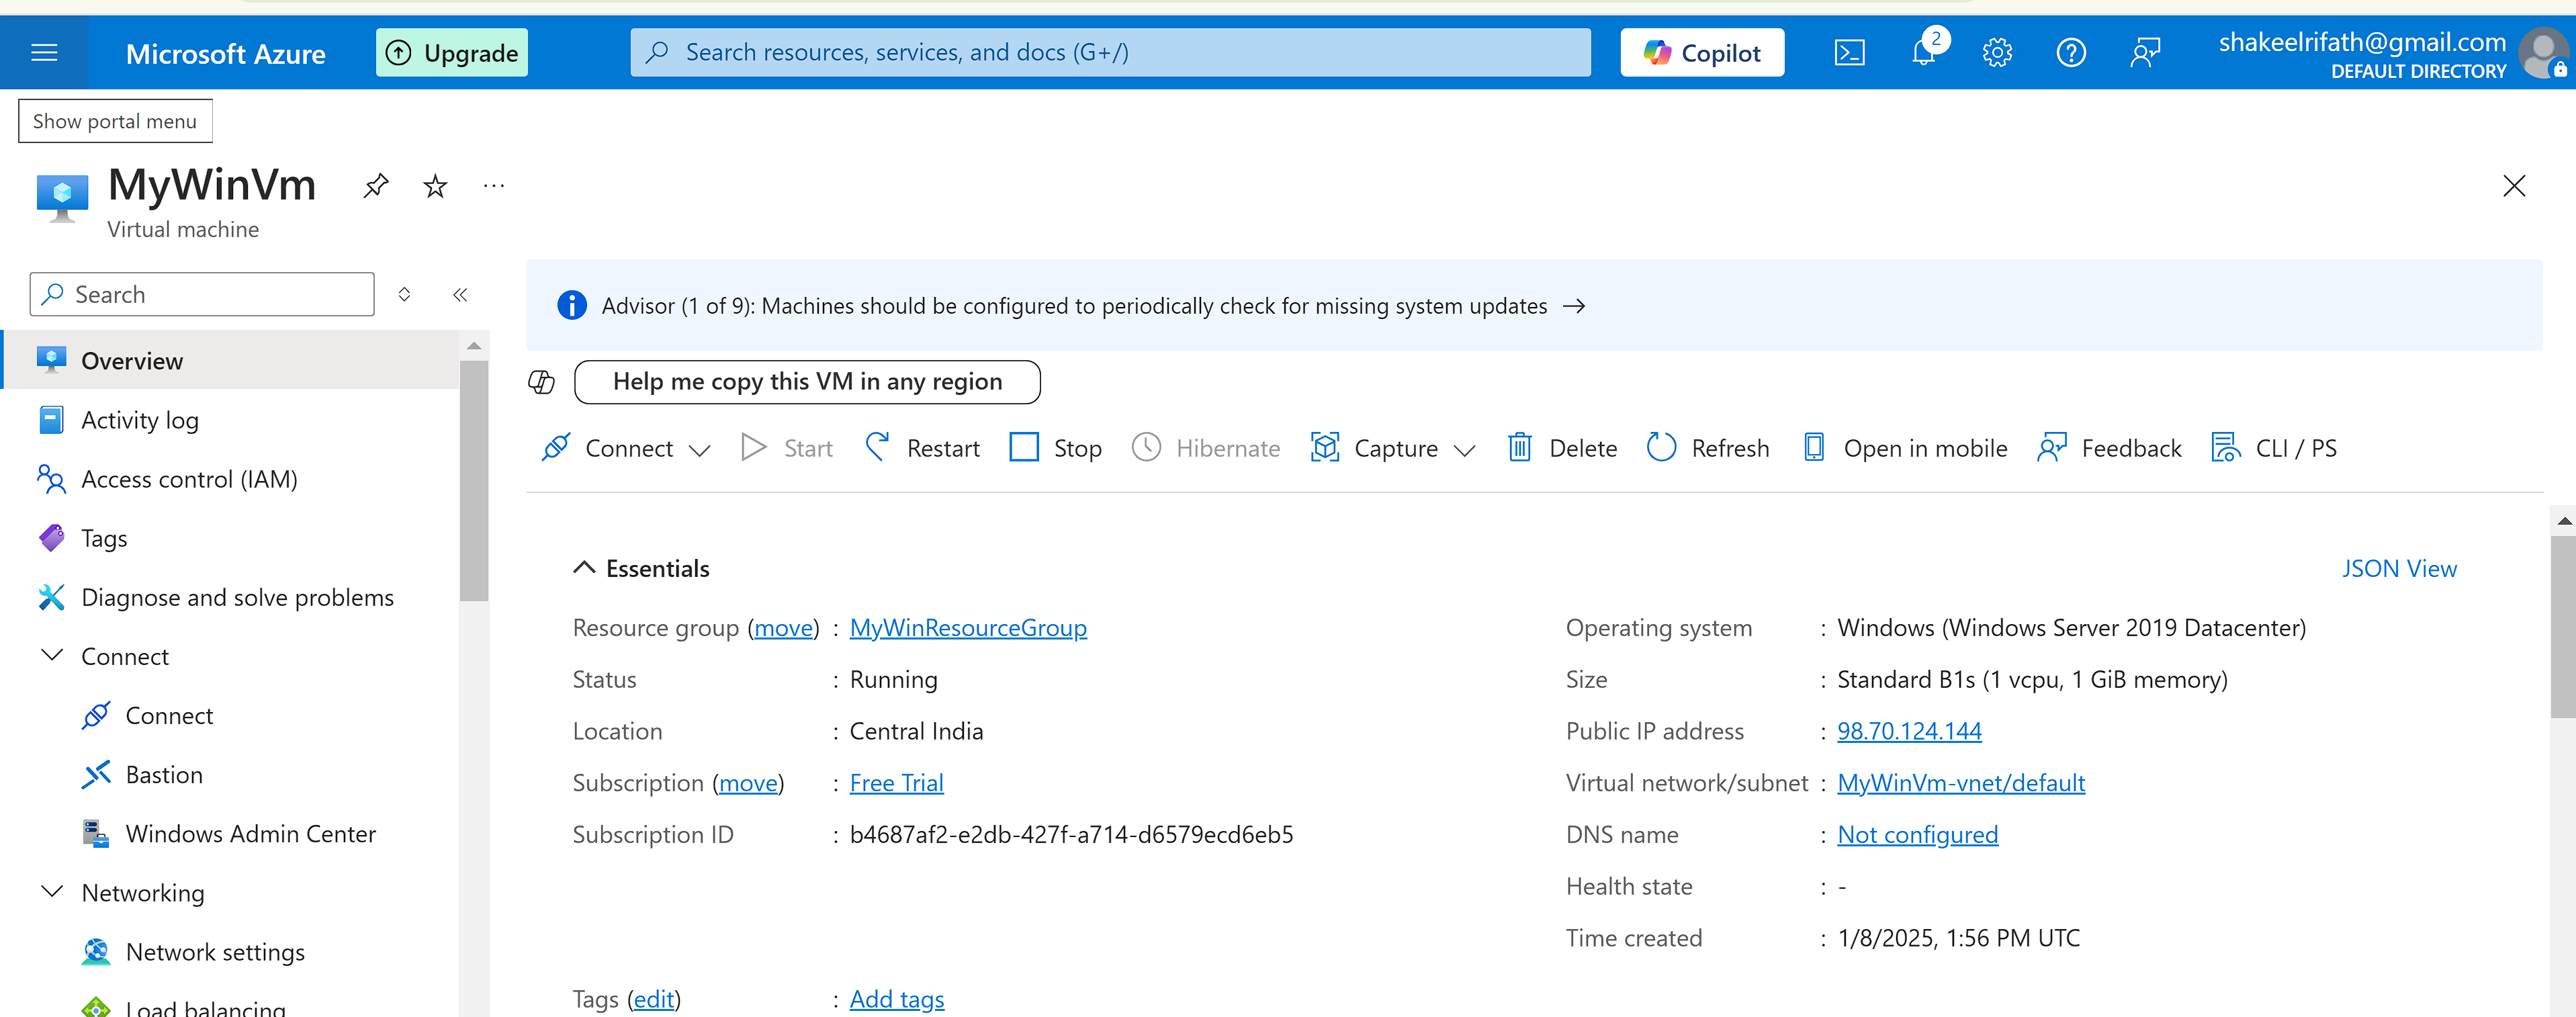 Microsoft Azure
Upgrade
Search resources, services, and docs (G+/)
Copilot
2
shakeelrifath@gmail.com
DEFAULT DIRECTORY
Show portal menu
MyWinVm
Virtual machine
Search
Overview
Activity log
Access control (IAM)
Tags
Diagnose and solve problems
Connect
Connect
Bastion
Windows Admin Center
Networking
Network settings
Load balancing
Advisor (1 of 9): Machines should be configured to periodically check for missing system updates
Help me copy this VM in any region
Connect Start Restart Stop Hibernate Capture Delete Refresh Open in mobile Feedback CLI / PS
Essentials
JSON View
Resource group (move) : MyWinResourceGroup
Status : Running
Location : Central India
Subscription (move) : Free Trial
Subscription ID : b4687af2-e2db-427f-a714-d6579ecd6eb5
Operating system : Windows (Windows Server 2019 Datacenter)
Size : Standard B1s (1 vcpu, 1 GiB memory)
Public IP address : 98.70.124.144
Virtual network/subnet : MyWinVm-vnet/default
DNS name : Not configured
Health state : -
Time created : 1/8/2025, 1:56 PM UTC
Tags (edit) : Add tags